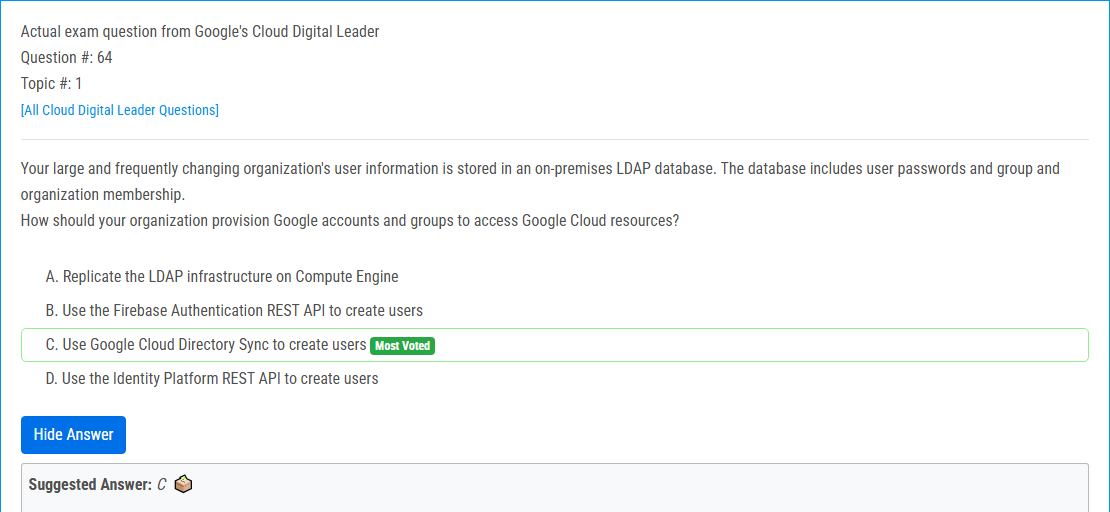 Actual exam question from Google's Cloud Digital Leader
Question #: 64
Topic #: 1
[All Cloud Digital Leader Questions]
Your large and frequently changing organization's user information is stored in an on-premises LDAP database. The database includes user passwords and group and
organization membership.
How should your organization provision Google accounts and groups to access Google Cloud resources?
A. Replicate the LDAP infrastructure on Compute Engine
B. Use the Firebase Authentication REST API to create users
C. Use Google Cloud Directory Sync to create users Most Voted
D. Use the Identity Platform REST API to create users
Hide Answer
Suggested Answer: C